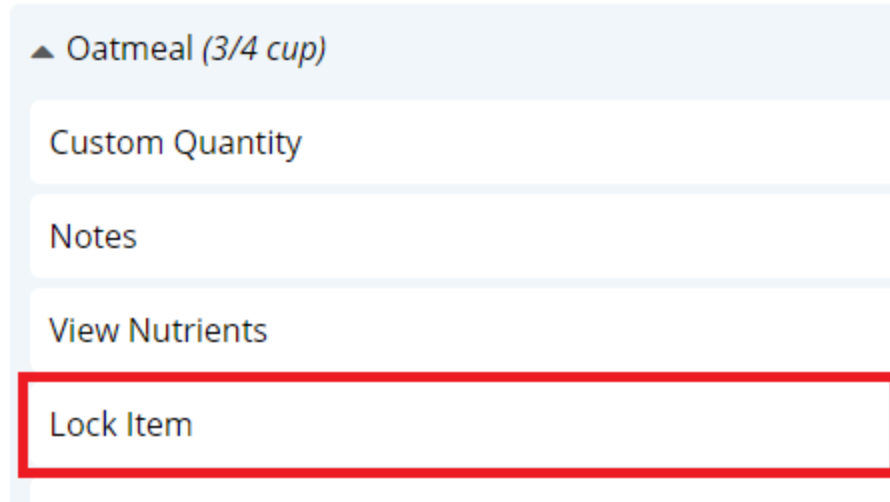 Oatmeal (3/4 cup)
Custom Quantity
Notes
View Nutrients
Lock Item